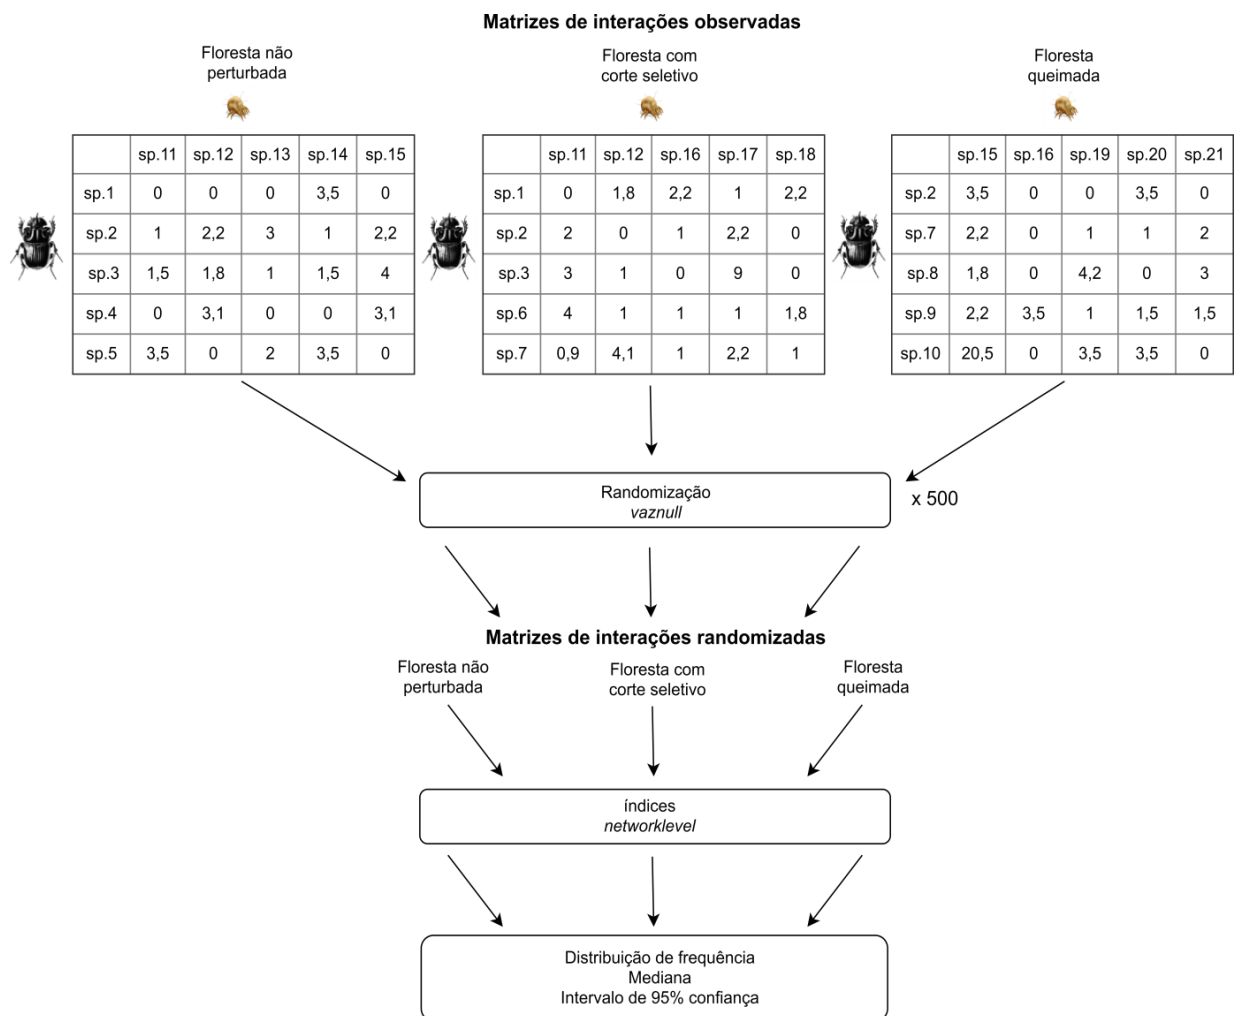 Matrizes de interações observadas
Floresta não
perturbada
Floresta com
corte seletivo
Floresta
queimada
sp.11 sp.12 sp.13 sp.14 sp.15
sp.1 0 0 0 3,5 0
sp.2 1 2,2 3 1 2,2
sp.3 1,5 1,8 1 1,5 4
sp.4 0 3,1 0 0 3,1
sp.5 3,5 0 2 3,5 0
sp.11 sp.12 sp.16 sp.17 sp.18
sp.1 0 1,8 2,2 1 2,2
sp.2 2 0 1 2,2 0
sp.3 3 1 0 9 0
sp.6 4 1 1 1 1,8
sp.7 0,9 4,1 1 2,2 1
sp.15 sp.16 sp.19 sp.20 sp.21
sp.2 3,5 0 0 3,5 0
sp.7 2,2 0 1 1 2
sp.8 1,8 0 4,2 0 3
sp.9 2,2 3,5 1 1,5 1,5
sp.10 20,5 0 3,5 3,5 0
Randomização
vaznull
x 500
Matrizes de interações randomizadas
Floresta não
perturbada
Floresta com
corte seletivo
Floresta
queimada
índices
networklevel
Distribuição de frequência
Mediana
Intervalo de 95% confiança